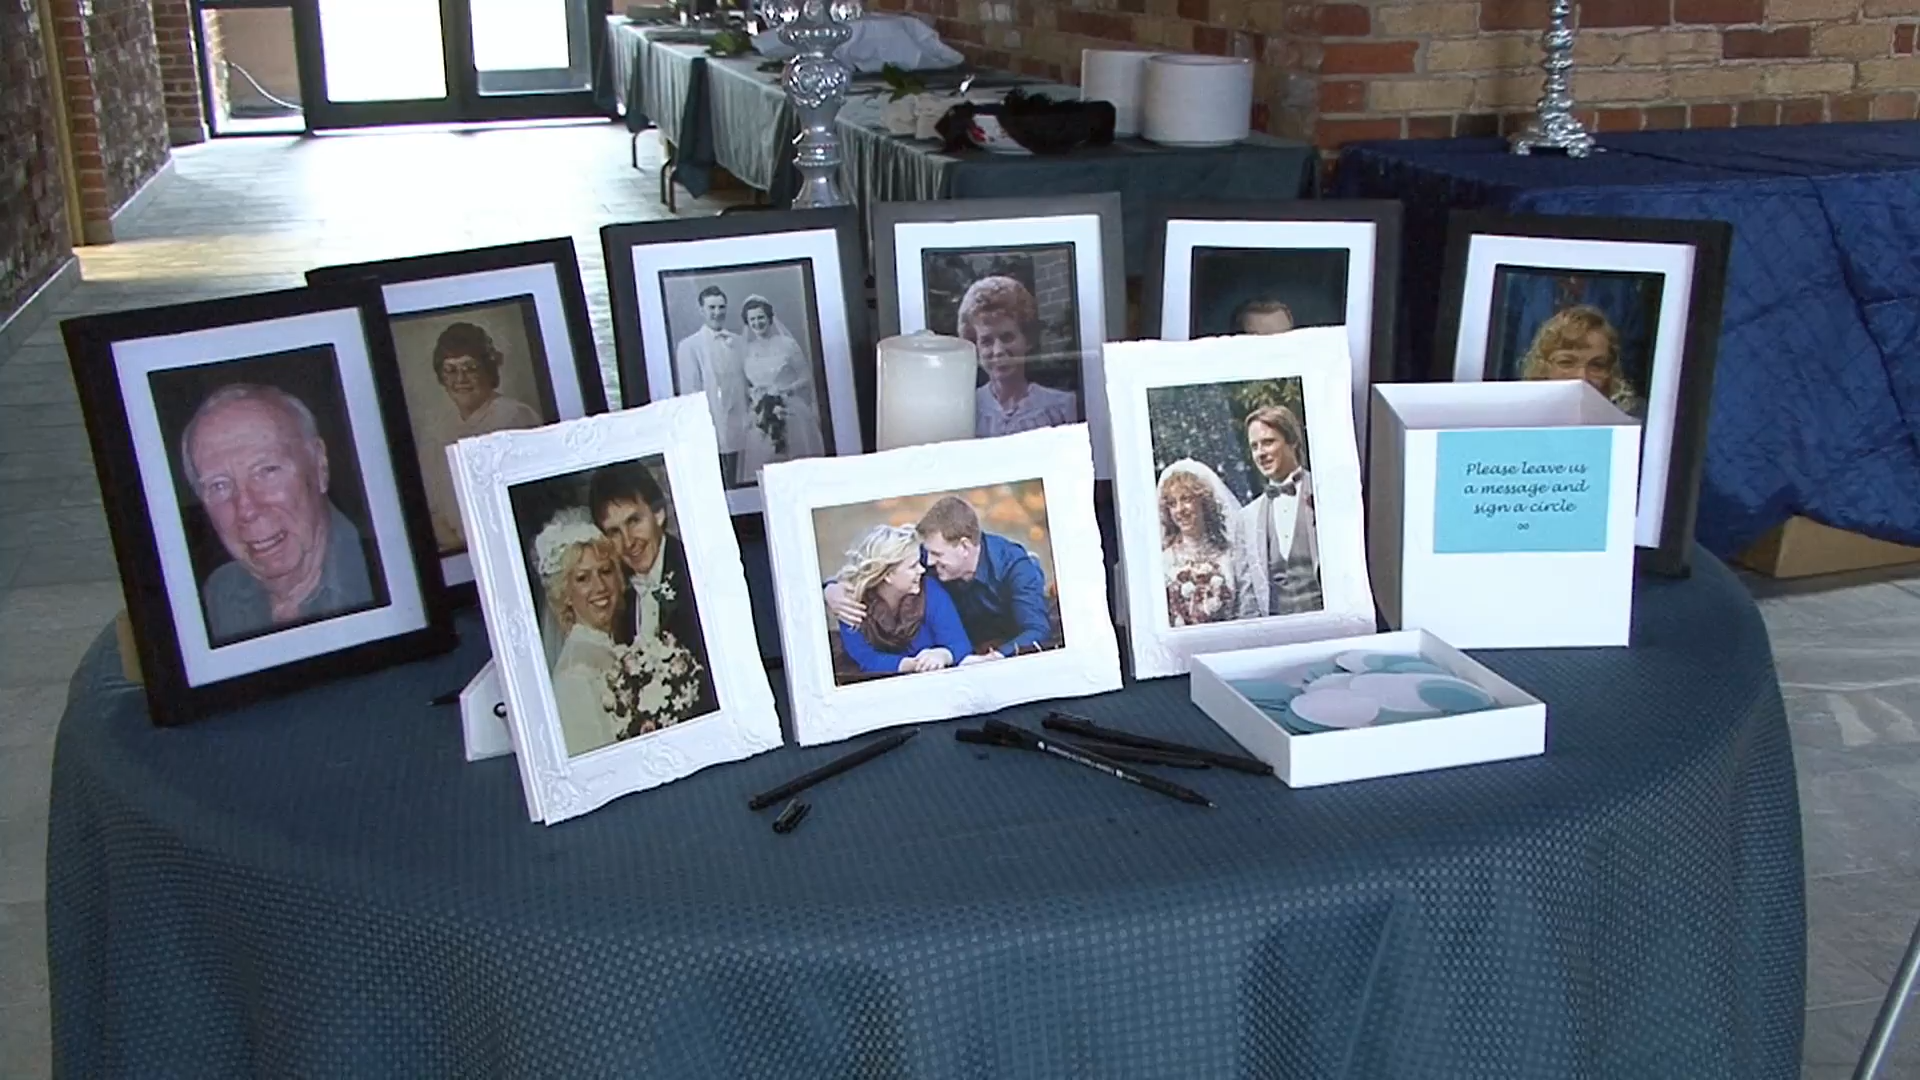 Please leave us
a message and
sign a circle
∞